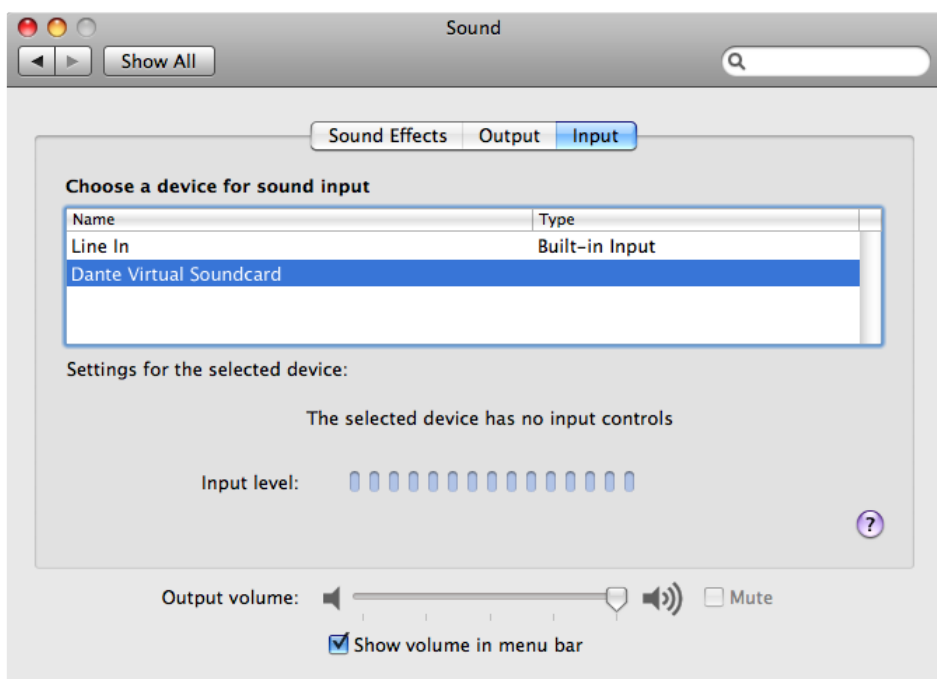 Sound
Show All
Sound Effects Output Input
Choose a device for sound input
Name Type
Line In Built-in Input
Dante Virtual Soundcard
Settings for the selected device:
The selected device has no input controls
Input level:
?
Output volume: Mute
Show volume in menu bar